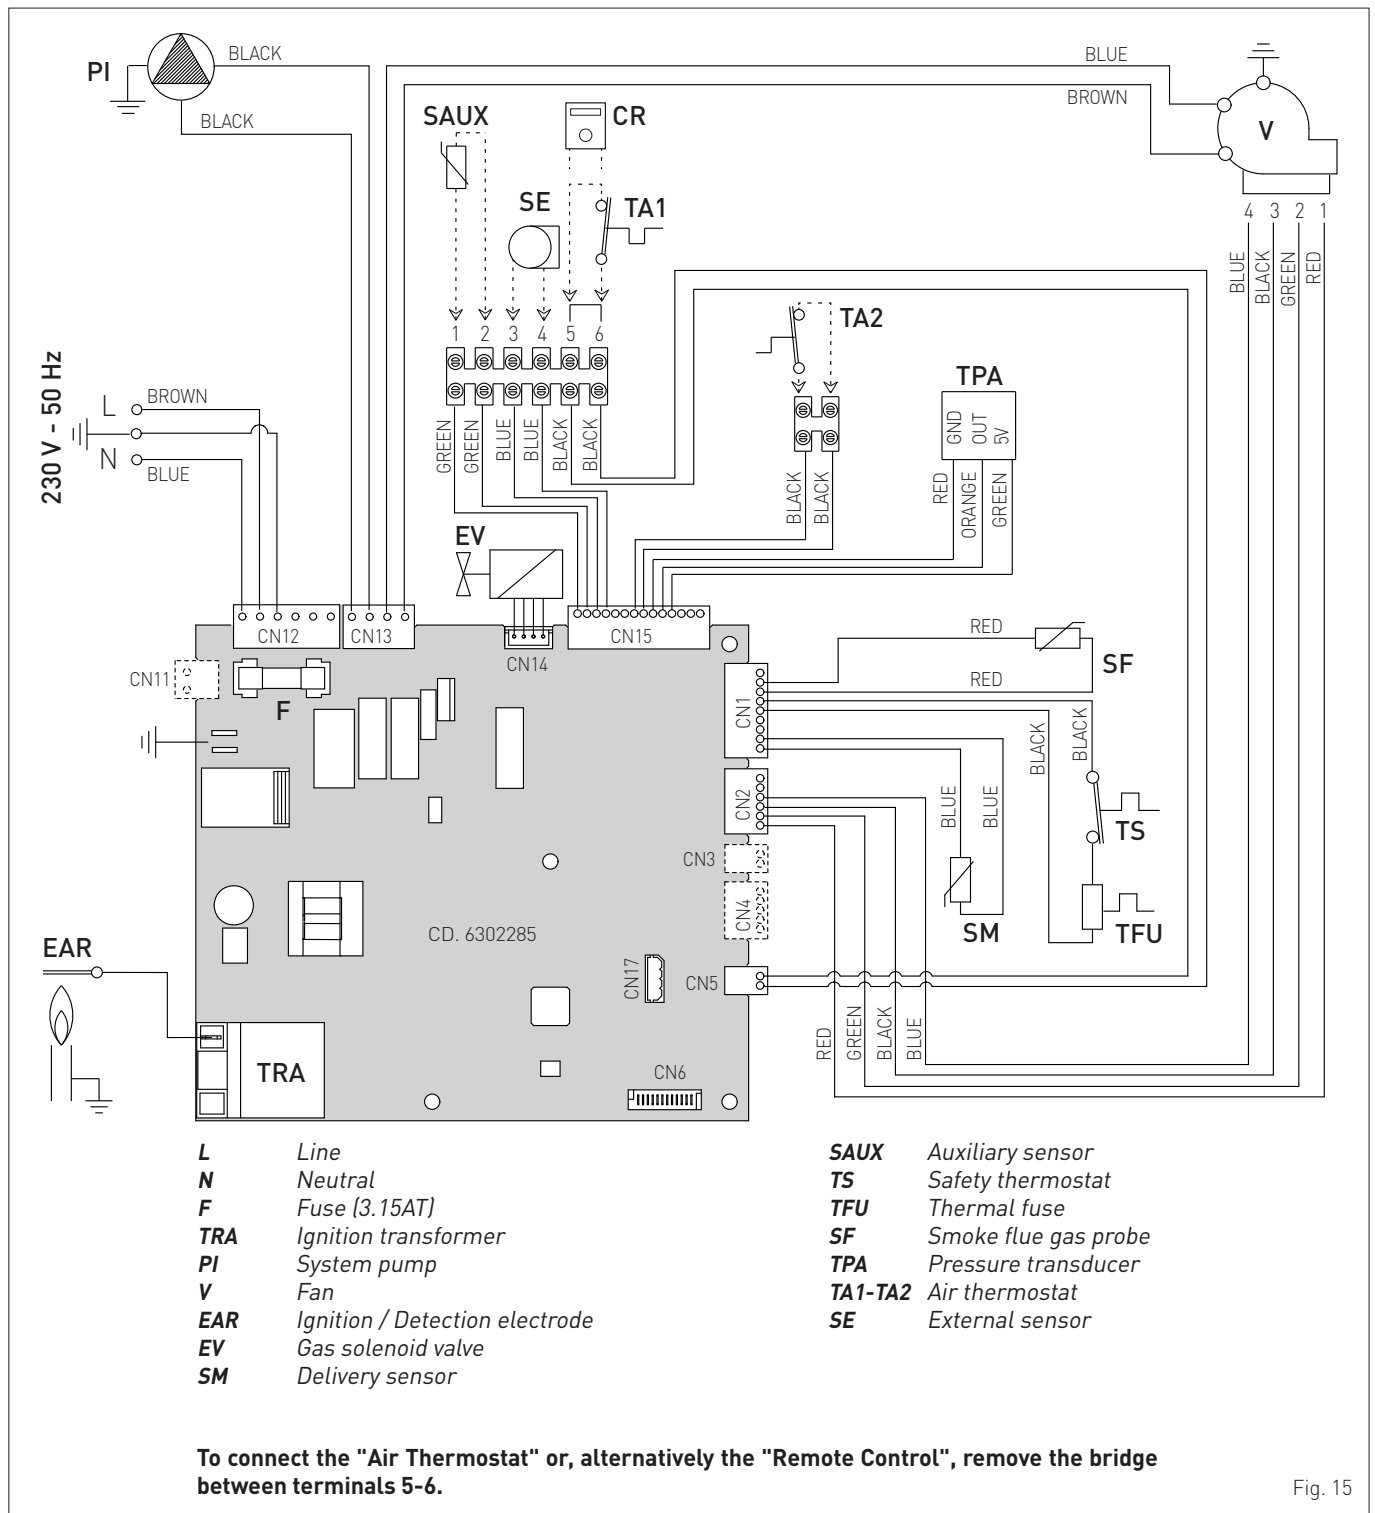 PI
BLACK
BLACK
SAUX
CR
SE
TA1
BLUE
BROWN
V
4 3 2 1
BLUE
BLACK
GREEN
RED
1 2 3 4 5 6
TA2
TPA
GND
OUT
5V
230 V - 50 Hz
L
BROWN
N
BLUE
GREEN
GREEN
BLUE
BLUE
BLACK
BLACK
BLACK
BLACK
RED
ORANGE
GREEN
EV
CN12
CN13
CN14
CN15
CN11
F
RED
SF
RED
CN1
BLACK
BLACK
CN2
BLUE
BLUE
TS
CN3
CN4
SM
TFU
CD. 6302285
EAR
CN17
CN5
RED
GREEN
BLACK
BLUE
TRA
CN6
L Line
N Neutral
F Fuse (3.15AT)
TRA Ignition transformer
PI System pump
V Fan
EAR Ignition / Detection electrode
EV Gas solenoid valve
SM Delivery sensor
SAUX Auxiliary sensor
TS Safety thermostat
TFU Thermal fuse
SF Smoke flue gas probe
TPA Pressure transducer
TA1-TA2 Air thermostat
SE External sensor
To connect the "Air Thermostat" or, alternatively the "Remote Control", remove the bridge
between terminals 5-6.
Fig. 15